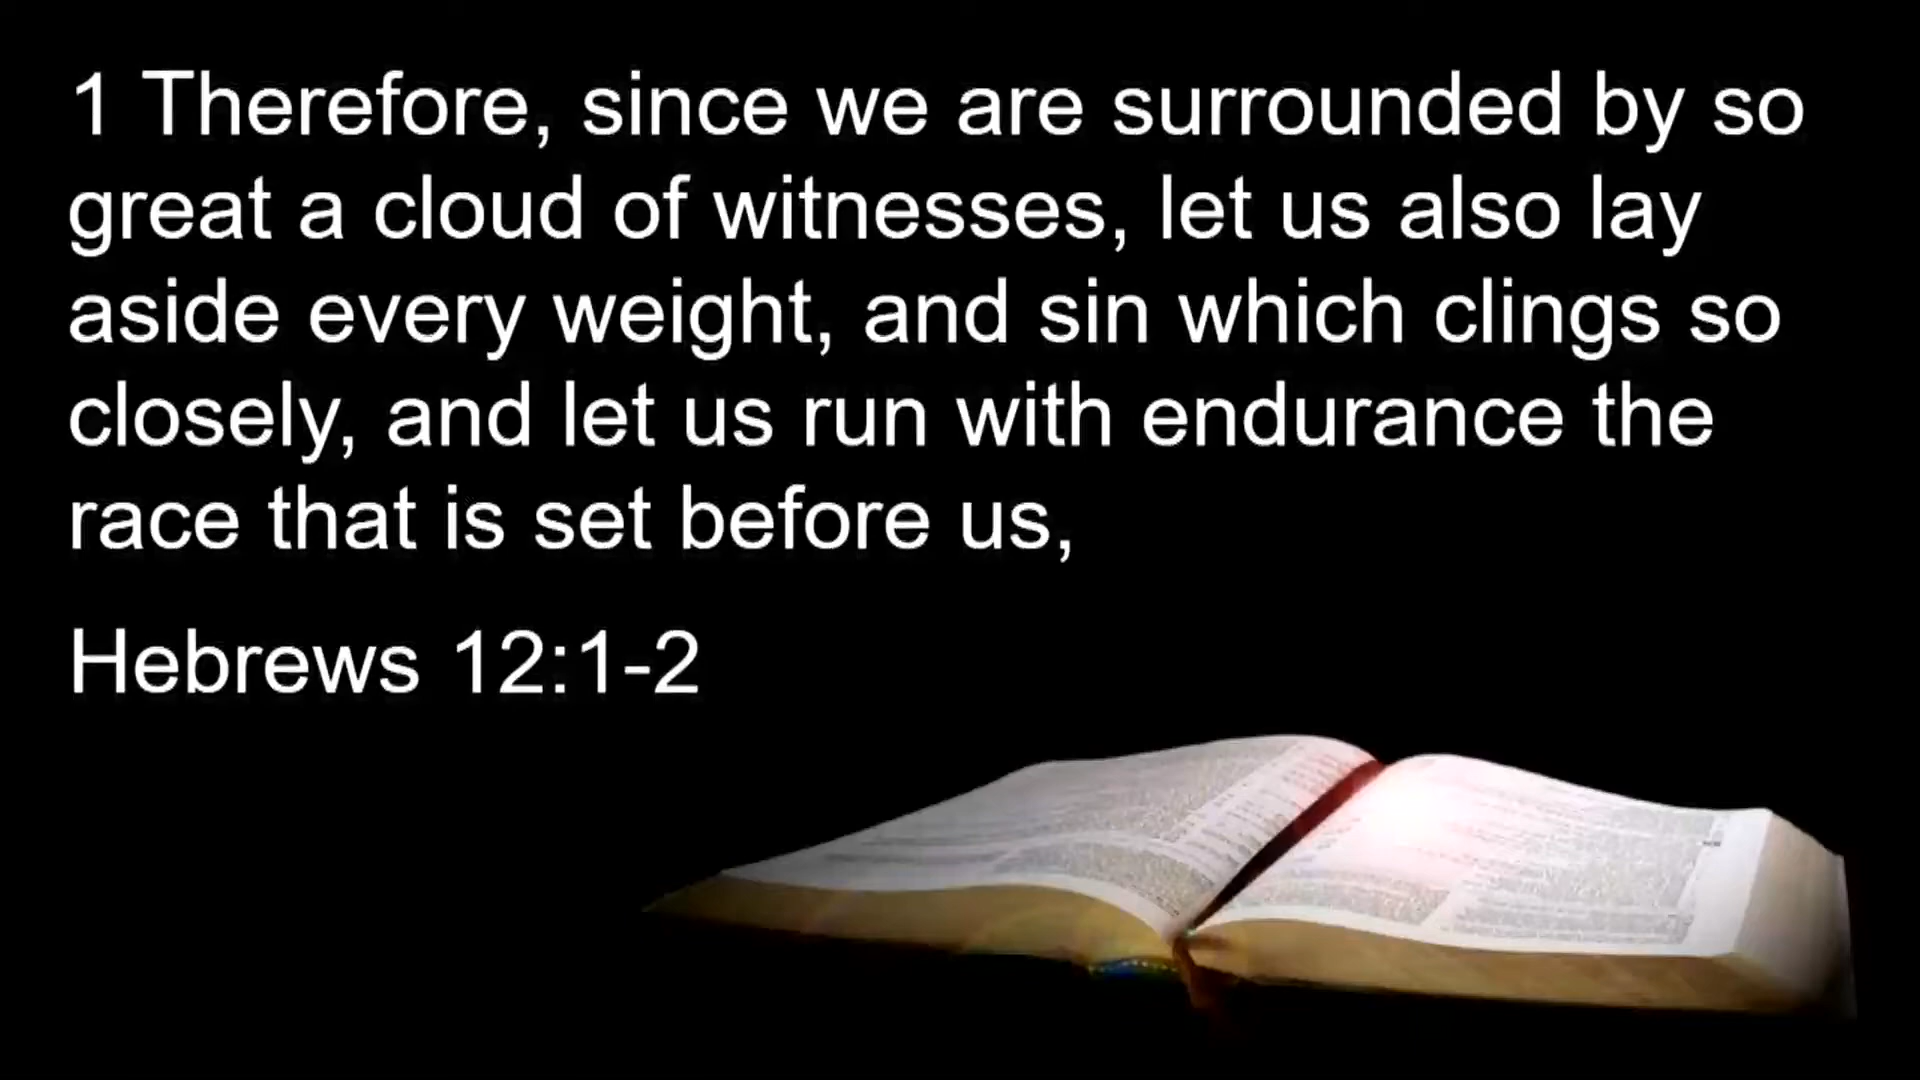 1 Therefore, since we are surrounded by so
great a cloud of witnesses, let us also lay
aside every weight, and sin which clings so
closely, and let us run with endurance the
race that is set before us,
Hebrews 12:1-2